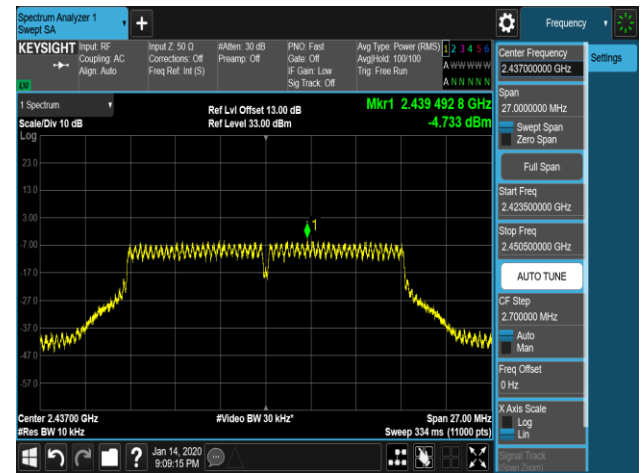 Spectrum Analyzer 1
Swept SA
+
Frequency
KEYSIGHT
Input: RF
Coupling: AC
Align: Auto
Input Z: 50 Ω
Corrections: Off
Freq Ref: Int (S)
#Atten: 30 dB
Preamp: Off
PNO: Fast
Gate: Off
IF Gain: Low
Sig Track: Off
Avg Type: Power (RMS)
Avg|Hold: 100/100
Trig: Free Run
1 2 3 4 5 6
A W W W W W
A N N N N N
1 Spectrum
Scale/Div 10 dB
Log
Ref Lvl Offset 13.00 dB
Ref Level 33.00 dBm
Mkr1 2.439 492 8 GHz
-4.733 dBm
23.0
13.0
3.00
-7.00
-17.0
-27.0
-37.0
-47.0
-57.0
1
Center 2.43700 GHz
#Res BW 10 kHz
#Video BW 30 kHz*
Span 27.00 MHz
Sweep 334 ms (11000 pts)
Center Frequency
2.437000000 GHz
Settings
Span
27.0000000 MHz
Swept Span
Zero Span
Full Span
Start Freq
2.423500000 GHz
Stop Freq
2.450500000 GHz
AUTO TUNE
CF Step
2.700000 MHz
Auto
Man
Freq Offset
0 Hz
X Axis Scale
Log
Lin
Signal Track
(Span Zoom)
?
Jan 14, 2020
9:09:15 PM